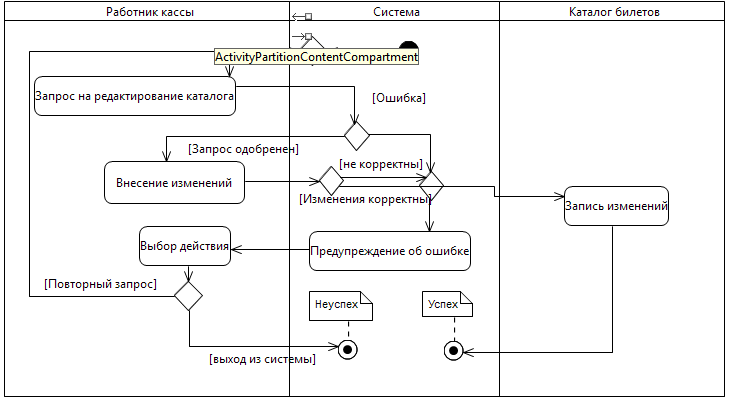 Работник кассы
Система
Каталог билетов
ActivityPartitionContentCompartment
Запрос на редактирование каталога
[Ошибка]
[Запрос одобренен]
[не корректны]
Внесение изменений
[Изменения корректны]
Запись изменений
Выбор действия
Предупреждение об ошибке
[Повторный запрос]
Неуспех
Успех
[выход из системы]